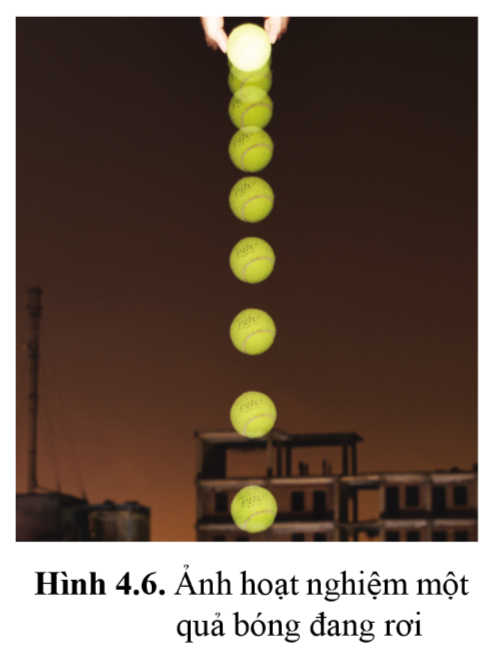 Hình 4.6. Ảnh hoạt nghiệm một
quả bóng đang rơi